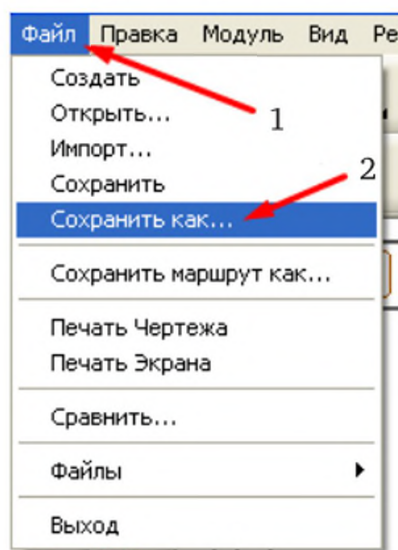 Файл Правка Модуль Вид Ре
Создать
Открыть...
1
Импорт...
2
Сохранить
Сохранить как...
Сохранить маршрут как...
Печать Чертежа
Печать Экрана
Сравнить...
Файлы
Выход